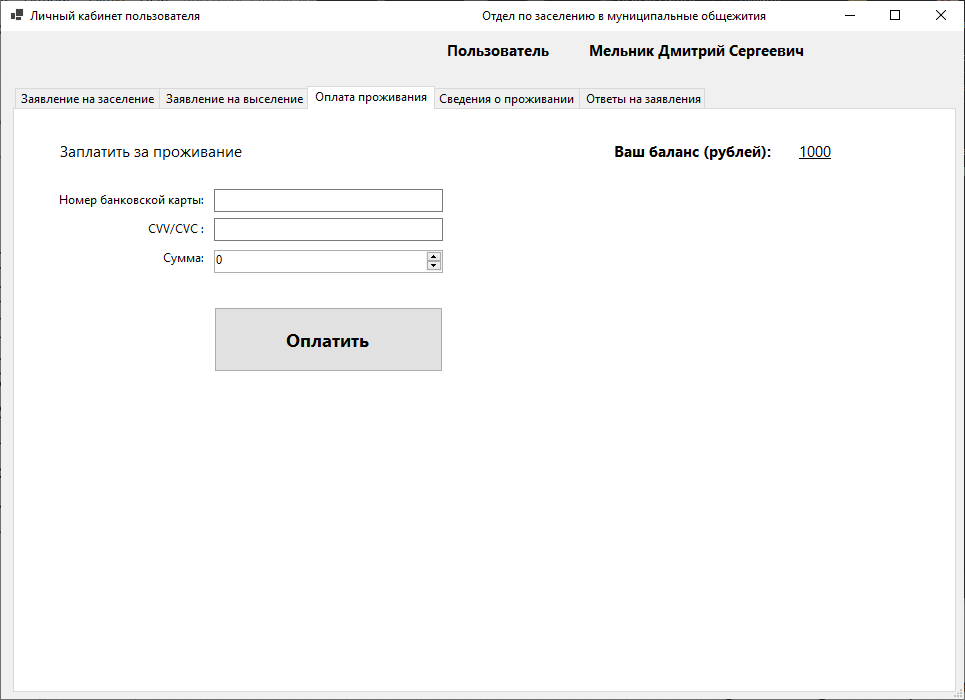 Личный кабинет пользователя Отдел по заселению в муниципальные общежития
Пользователь Мельник Дмитрий Сергеевич
Заявление на заселение Заявление на выселение Оплата проживания Сведения о проживании Ответы на заявления
Заплатить за проживание Ваш баланс (рублей): 1000
Номер банковской карты:
CVV/CVC :
Сумма: 0
Оплатить